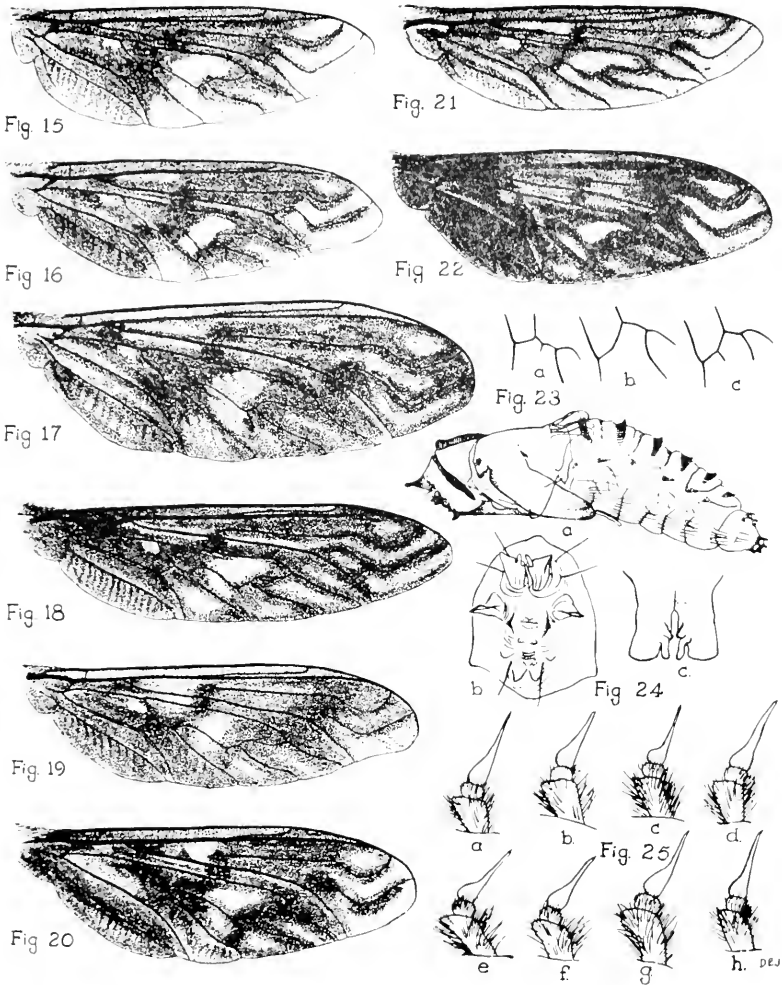 Fig. 15
Fig. 21
Fig 16
Fig. 22
a b c
Fig. 23
Fig 17
a
Fig. 18
b c.
Fig 24
Fig. 19
a b. c d.
Fig. 25
Fig 20
e f. g. h.
DEJ